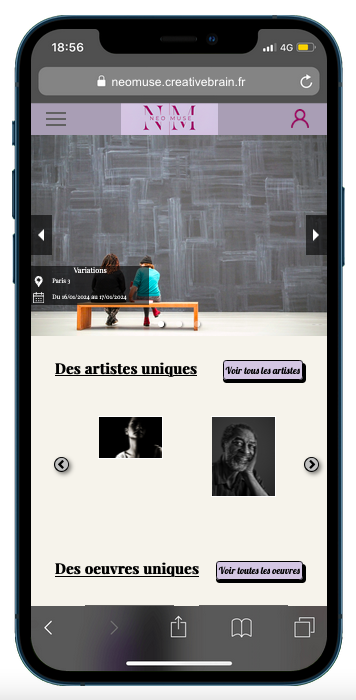 18:56
4G
neomuse.creativebrain.fr
N|M
NEO MUSE
Variations
Paris 3
Du 16/01/2024 au 17/01/2024
Des artistes uniques
Voir tous les artistes
Des oeuvres uniques
Voir toutes les oeuvres